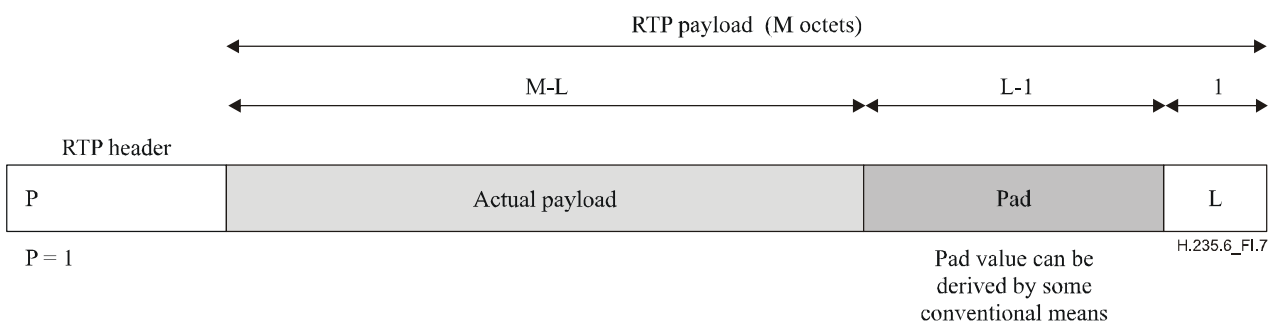 RTP payload (M octets)
M-L L-1 1
RTP header
P Actual payload Pad L
P = 1
H.235.6_FI.7
Pad value can be
derived by some
conventional means